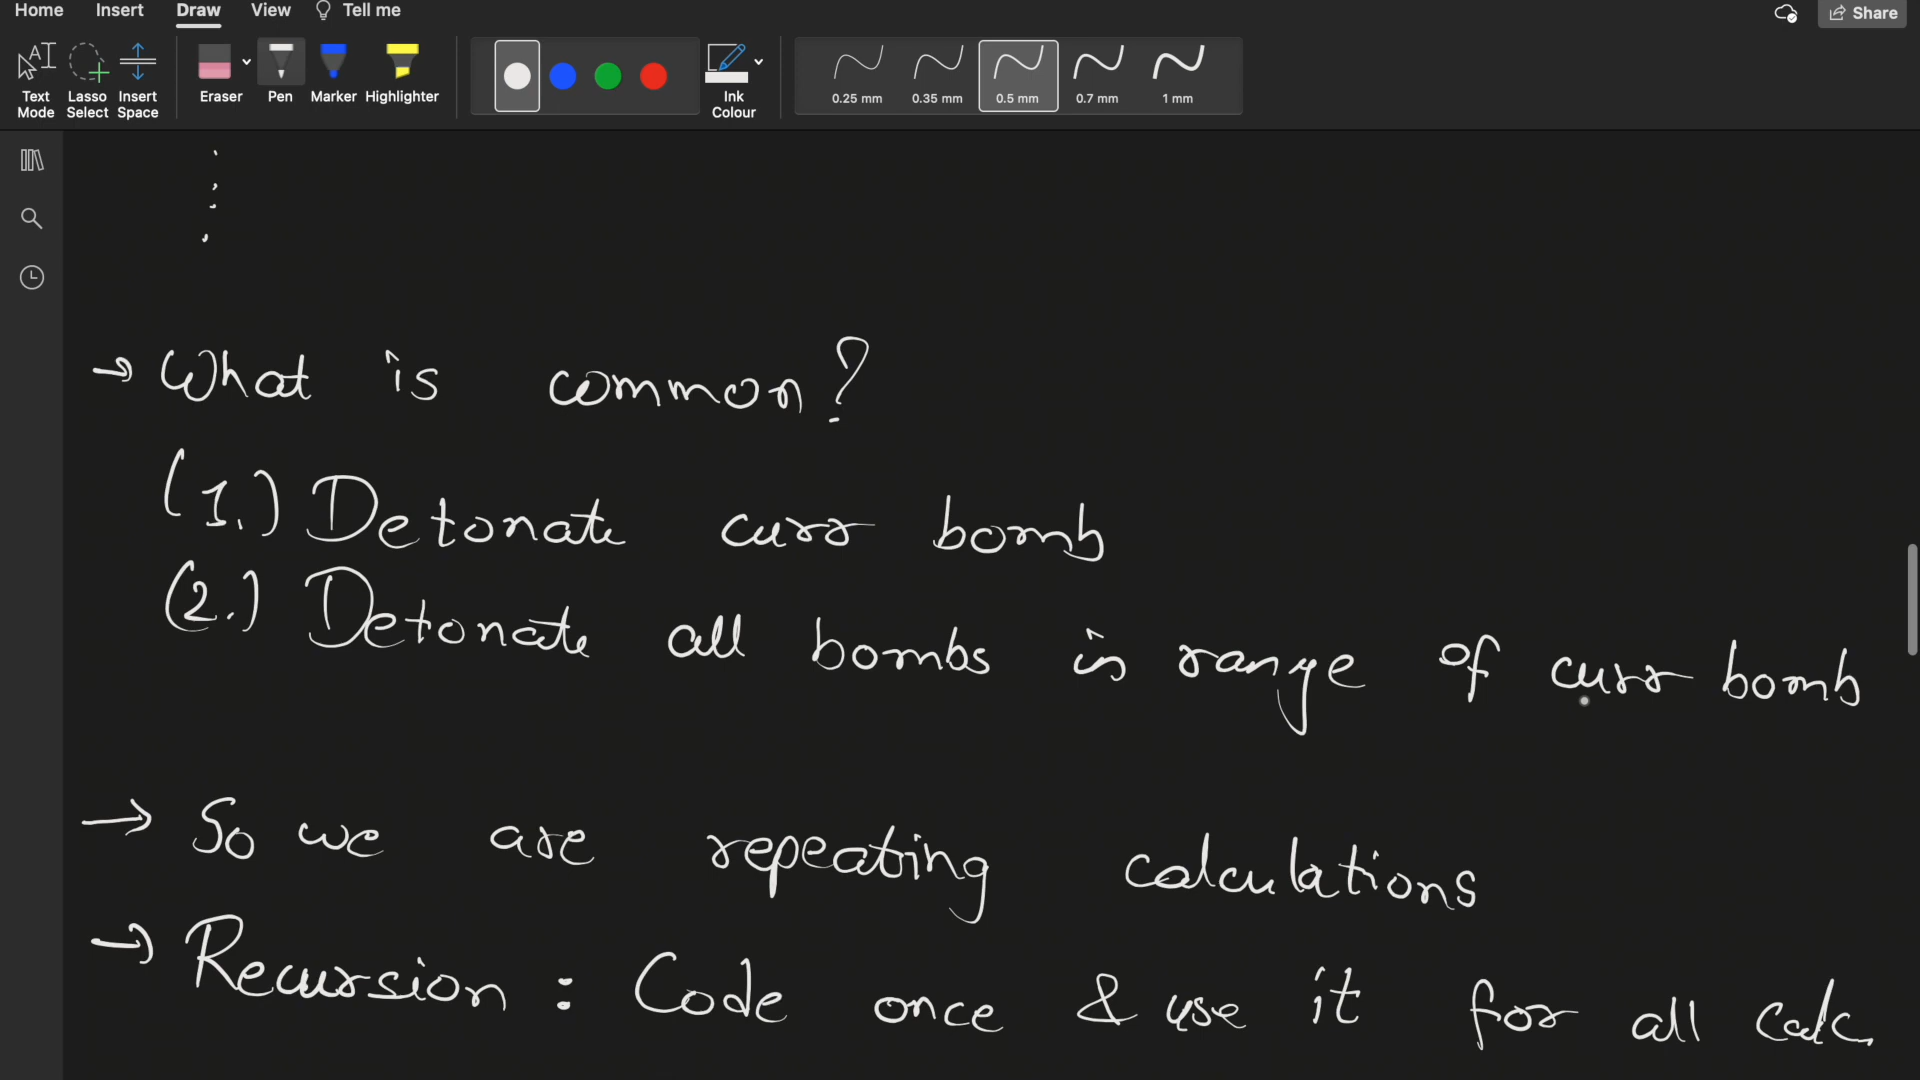 Home Insert Draw View Tell me Share
Text Mode Lasso Select Insert Space Eraser Pen Marker Highlighter Ink Colour 0.25 mm 0.35 mm 0.5 mm 0.7 mm 1 mm
→ What is common?
(1.) Detonate curr bomb
(2.) Detonate all bombs in range of curr bomb
→ So we are repeating calculations
→ Recursion : Code once & use it for all calc.